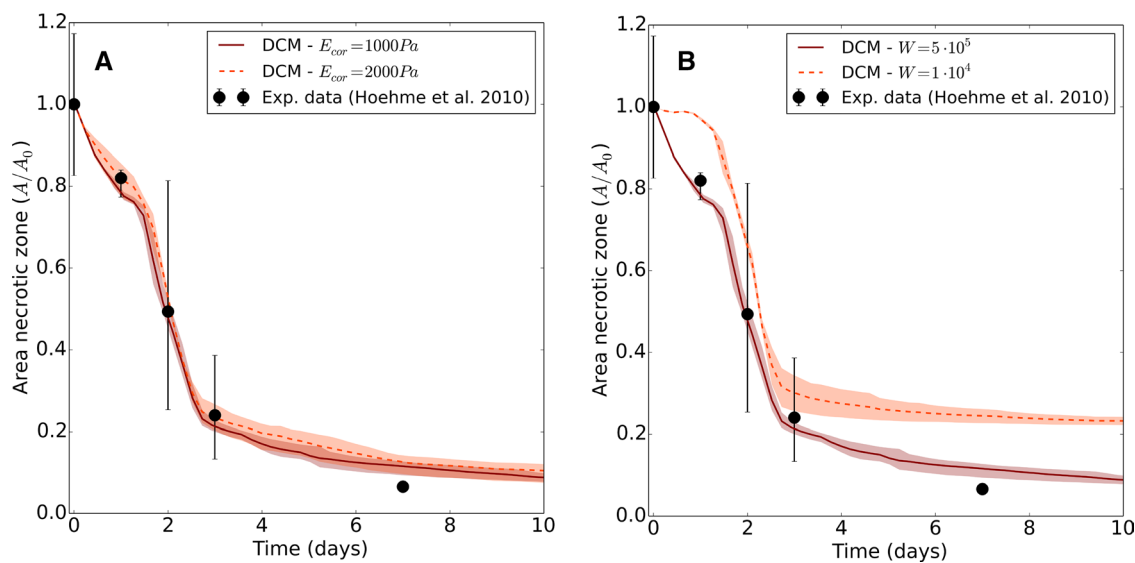 A
DCM - E_cor=1000Pa
DCM - E_cor=2000Pa
Exp. data (Hoehme et al. 2010)
Area necrotic zone (A/A_0)
1.2
1.0
0.8
0.6
0.4
0.2
0.0
0 2 4 6 8 10
Time (days)
B
DCM - W=5·10^5
DCM - W=1·10^4
Exp. data (Hoehme et al. 2010)
Area necrotic zone (A/A_0)
1.2
1.0
0.8
0.6
0.4
0.2
0.0
0 2 4 6 8 10
Time (days)